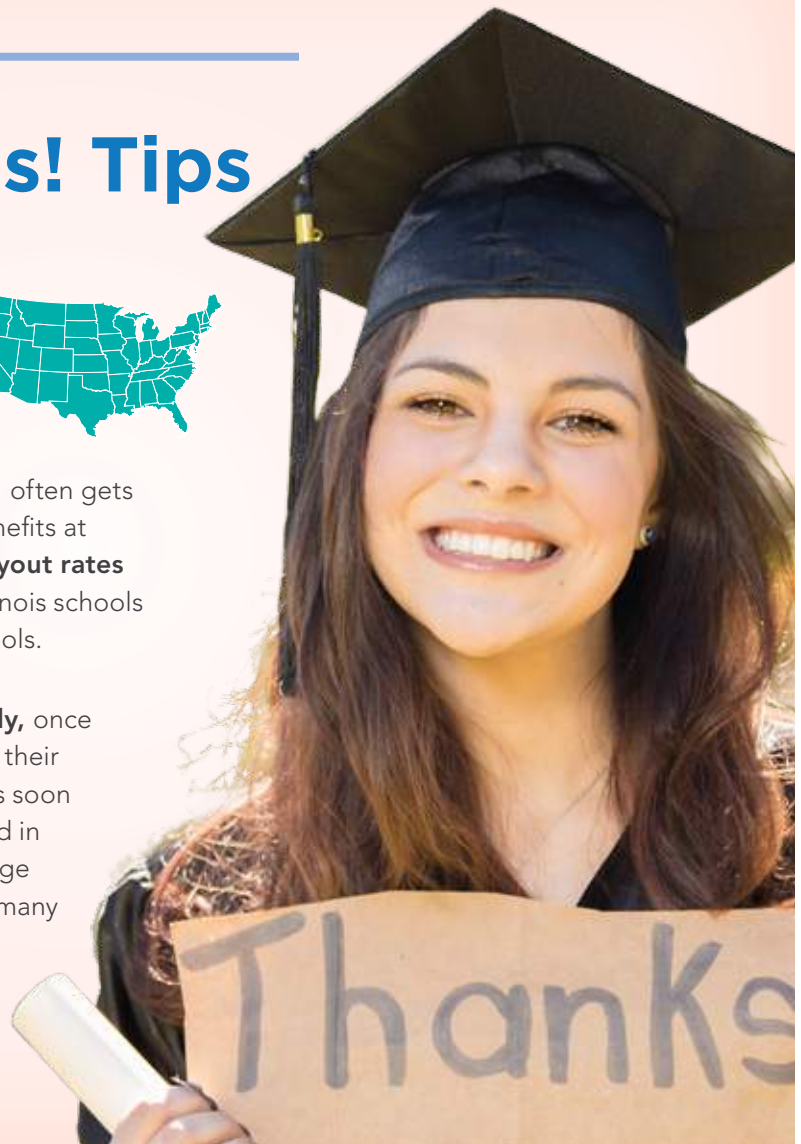 s! Tips
often gets
nefits at
yout rates
nois schools
ols.
ly, once
their
s soon
d in
ge
many
Thanks